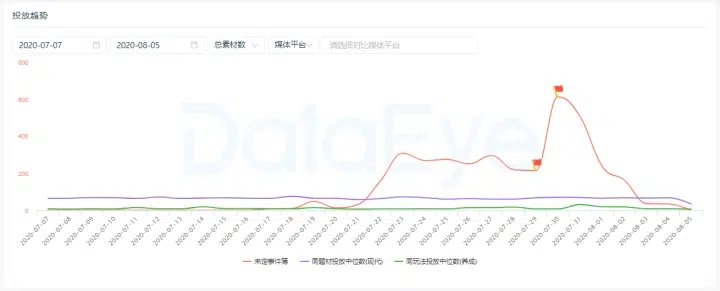 投放趋势
2020-07-07 2020-08-05 总素材数 媒体平台 请选择对比媒体平台
800
600
400
200
0
DataEye
2020-07-07 2020-07-08 2020-07-09 2020-07-10 2020-07-11 2020-07-12 2020-07-13 2020-07-14 2020-07-15 2020-07-16 2020-07-17 2020-07-18 2020-07-19 2020-07-20 2020-07-21 2020-07-22 2020-07-23 2020-07-24 2020-07-25 2020-07-26 2020-07-27 2020-07-28 2020-07-29 2020-07-30 2020-07-31 2020-08-01 2020-08-02 2020-08-03 2020-08-04 2020-08-05
未定事件簿 同题材投放中位数(现代) 同玩法投放中位数(养成)